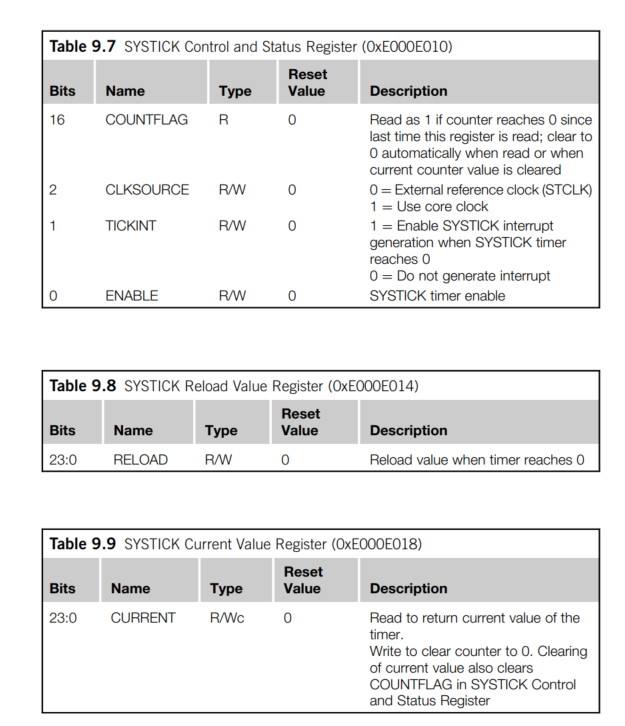 Table 9.7 SYSTICK Control and Status Register (0xE000E010)
Bits Name Type Reset Value Description
16 COUNTFLAG R 0 Read as 1 if counter reaches 0 since
last time this register is read; clear to
0 automatically when read or when
current counter value is cleared
2 CLKSOURCE R/W 0 0 = External reference clock (STCLK)
1 = Use core clock
1 TICKINT R/W 0 1 = Enable SYSTICK interrupt
generation when SYSTICK timer
reaches 0
0 = Do not generate interrupt
0 ENABLE R/W 0 SYSTICK timer enable
Table 9.8 SYSTICK Reload Value Register (0xE000E014)
Bits Name Type Reset Value Description
23:0 RELOAD R/W 0 Reload value when timer reaches 0
Table 9.9 SYSTICK Current Value Register (0xE000E018)
Bits Name Type Reset Value Description
23:0 CURRENT R/Wc 0 Read to return current value of the
timer.
Write to clear counter to 0. Clearing
of current value also clears
COUNTFLAG in SYSTICK Control
and Status Register